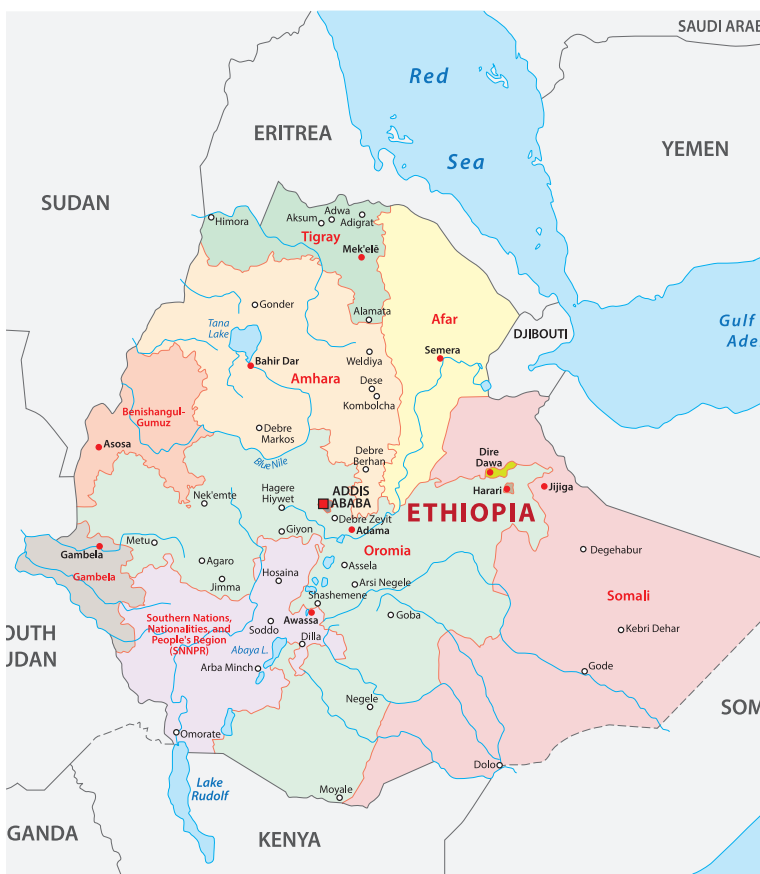 SAUDI ARAB
Red
Sea
ERITREA
YEMEN
SUDAN
Himora
Aksum
Adwa
Adigrat
Tigray
Mek'elē
Gonder
Alamata
Afar
Gulf
Ade
DJIBOUTI
Tana
Lake
Bahir Dar
Weldiya
Semera
Amhara
Dese
Kombolcha
Benishangul-
Gumuz
Asosa
Debre
Markos
Blue Nile
Debre
Berhan
Dire
Dawa
Harari
Jijiga
Nek'emte
Hagere
Hiywet
ADDIS
ABABA
ETHIOPIA
Debre Zeyit
Giyon
Adama
Metu
Gambela
Gambela
Agaro
Jimma
Oromia
Degehabur
Hosaina
Assela
Arsi Negele
Shashemene
Somali
Southern Nations,
Nationalities, and
People's Region
(SNNPR)
Soddo
Awassa
Goba
Kebri Dehar
OUTH
UDAN
Abaya L.
Dilla
Arba Minch
Gode
Negele
SOM
Omorate
Dolo
Lake
Rudolf
Moyale
GANDA
KENYA